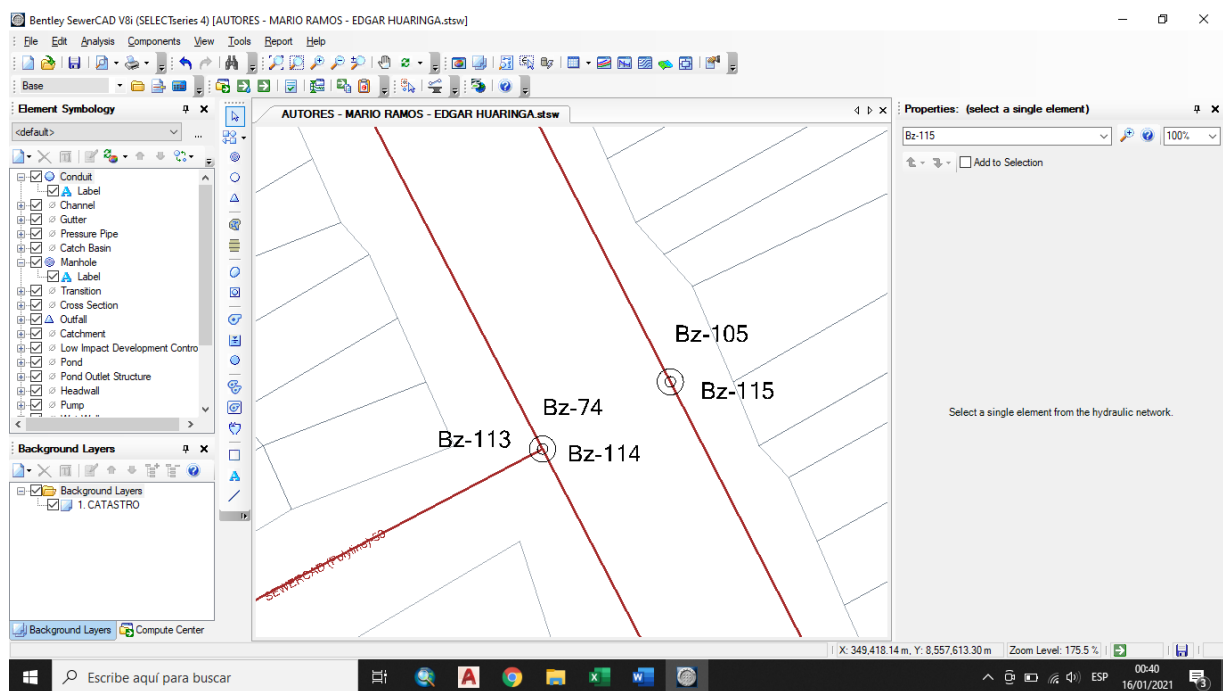 Bentley SewerCAD V8i (SELECTseries 4) [AUTORES - MARIO RAMOS - EDGAR HUARINGA.stsw]
File Edit Analysis Components View Tools Report Help
Base
Element Symbology
<default>
...
Conduit
Label
Channel
Gutter
Pressure Pipe
Catch Basin
Manhole
Label
Transition
Cross Section
Outfall
Catchment
Low Impact Development Contro
Pond
Pond Outlet Structure
Headwall
Pump
Background Layers
Background Layers
1. CATASTRO
Background Layers Compute Center
AUTORES - MARIO RAMOS - EDGAR HUARINGA.stsw
Bz-105
Bz-115
Bz-74
Bz-113
Bz-114
SEWERCAD (Polyline) 59
Properties: (select a single element)
Bz-115
100%
Add to Selection
Select a single element from the hydraulic network.
X: 349,418.14 m, Y: 8,557,613.30 m Zoom Level: 175.5 %
Escribe aquí para buscar
ESP
00:40
16/01/2021
3